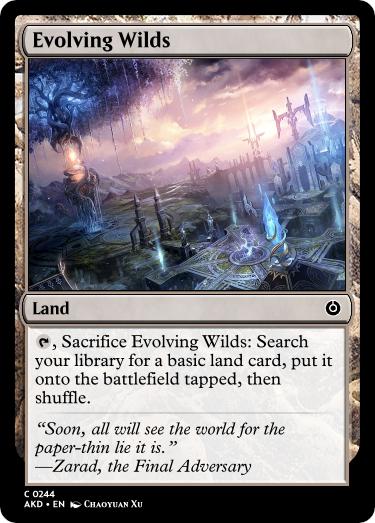 Evolving Wilds
Land
, Sacrifice Evolving Wilds: Search
your library for a basic land card, put it
onto the battlefield tapped, then
shuffle.
“Soon, all will see the world for the
paper-thin lie it is.”
—Zarad, the Final Adversary
C 0244
AKD • EN Chaoyuan Xu